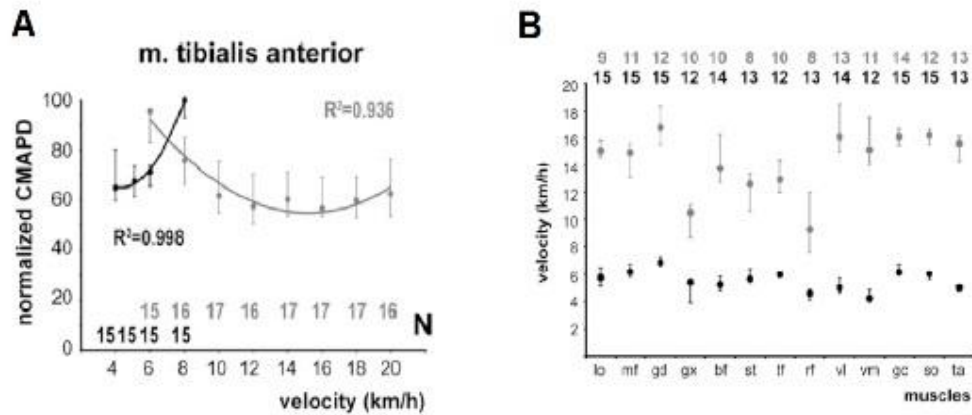 A
m. tibialis anterior
normalized CMAPD
100
80
60
40
20
0
R²=0.936
R²=0.998
15 16 17 16 17 17 17 16
15 15 15 15
N
4 6 8 10 12 14 16 18 20
velocity (km/h)
B
9 11 12 10 10 8 10 8 13 11 14 12 13
15 15 15 12 14 13 12 13 14 12 15 15 13
velocity (km/h)
20
18
16
14
12
10
8
6
4
2
lo mf gd gx bf st tf rf vl vm gc so ta
muscles